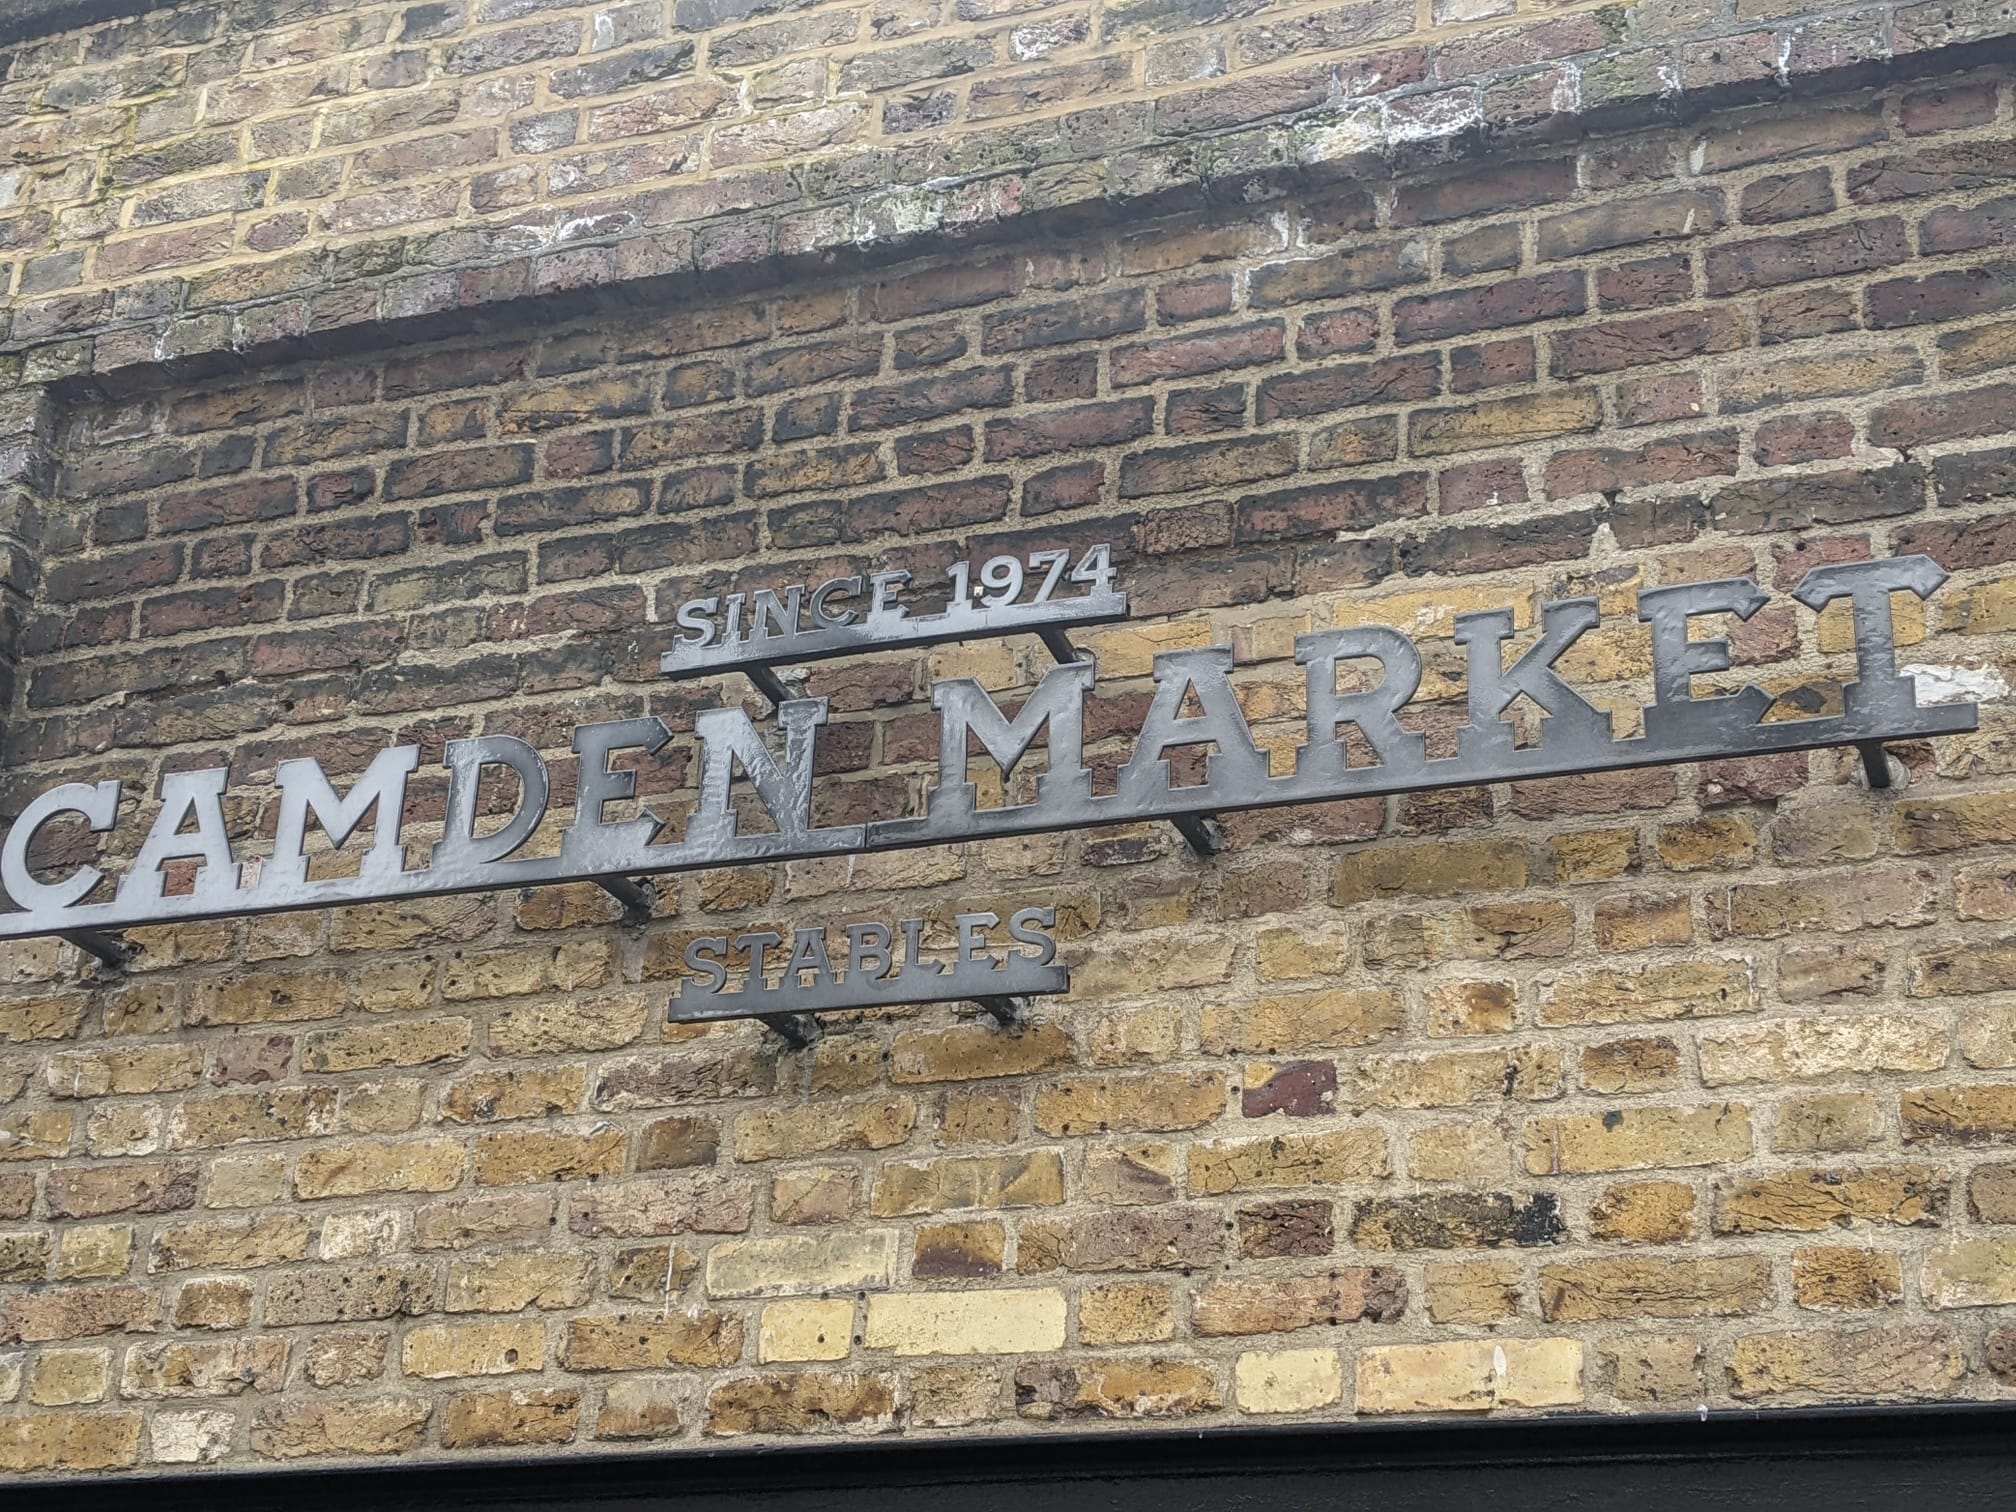 SINCE 1974
CAMDEN MARKET
STABLES